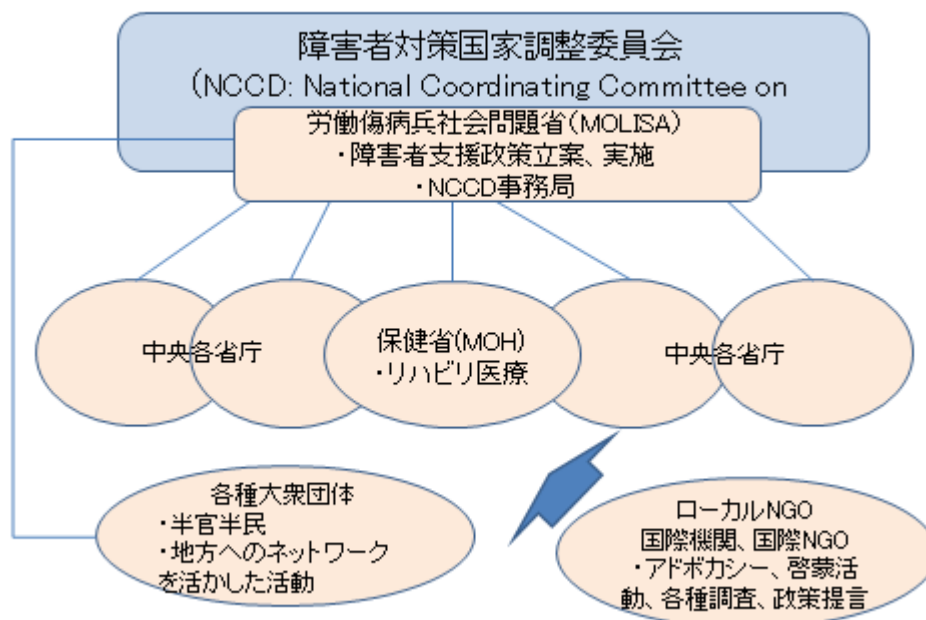 障害者対策国家調整委員会
(NCCD: National Coordinating Committee on
労働傷病兵社会問題省(MOLISA)
・障害者支援政策立案、実施
・NCCD事務局
中央各省庁
保健省(MOH)
・リハビリ医療
中央各省庁
各種大衆団体
・半官半民
・地方へのネットワーク
を活かした活動
ローカルNGO
国際機関、国際NGO
・アドボカシー、啓蒙活
動、各種調査、政策提言